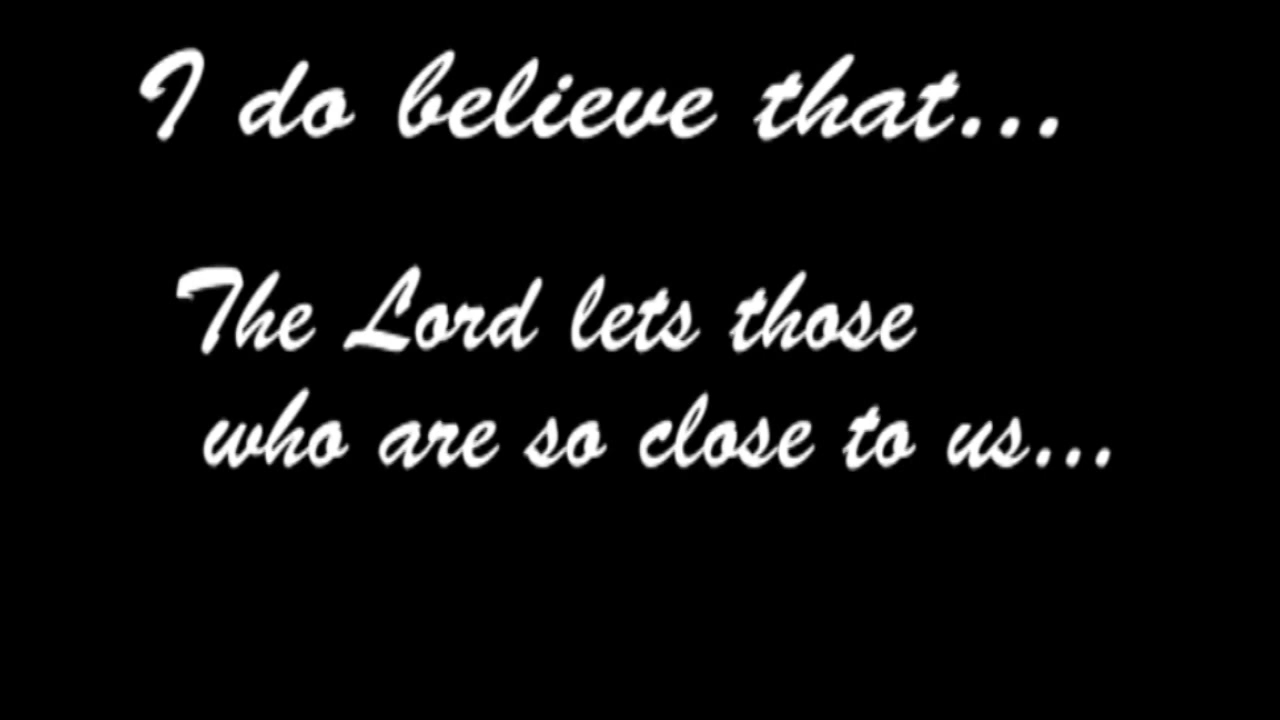 I do believe that...
The Lord lets those
who are so close to us...